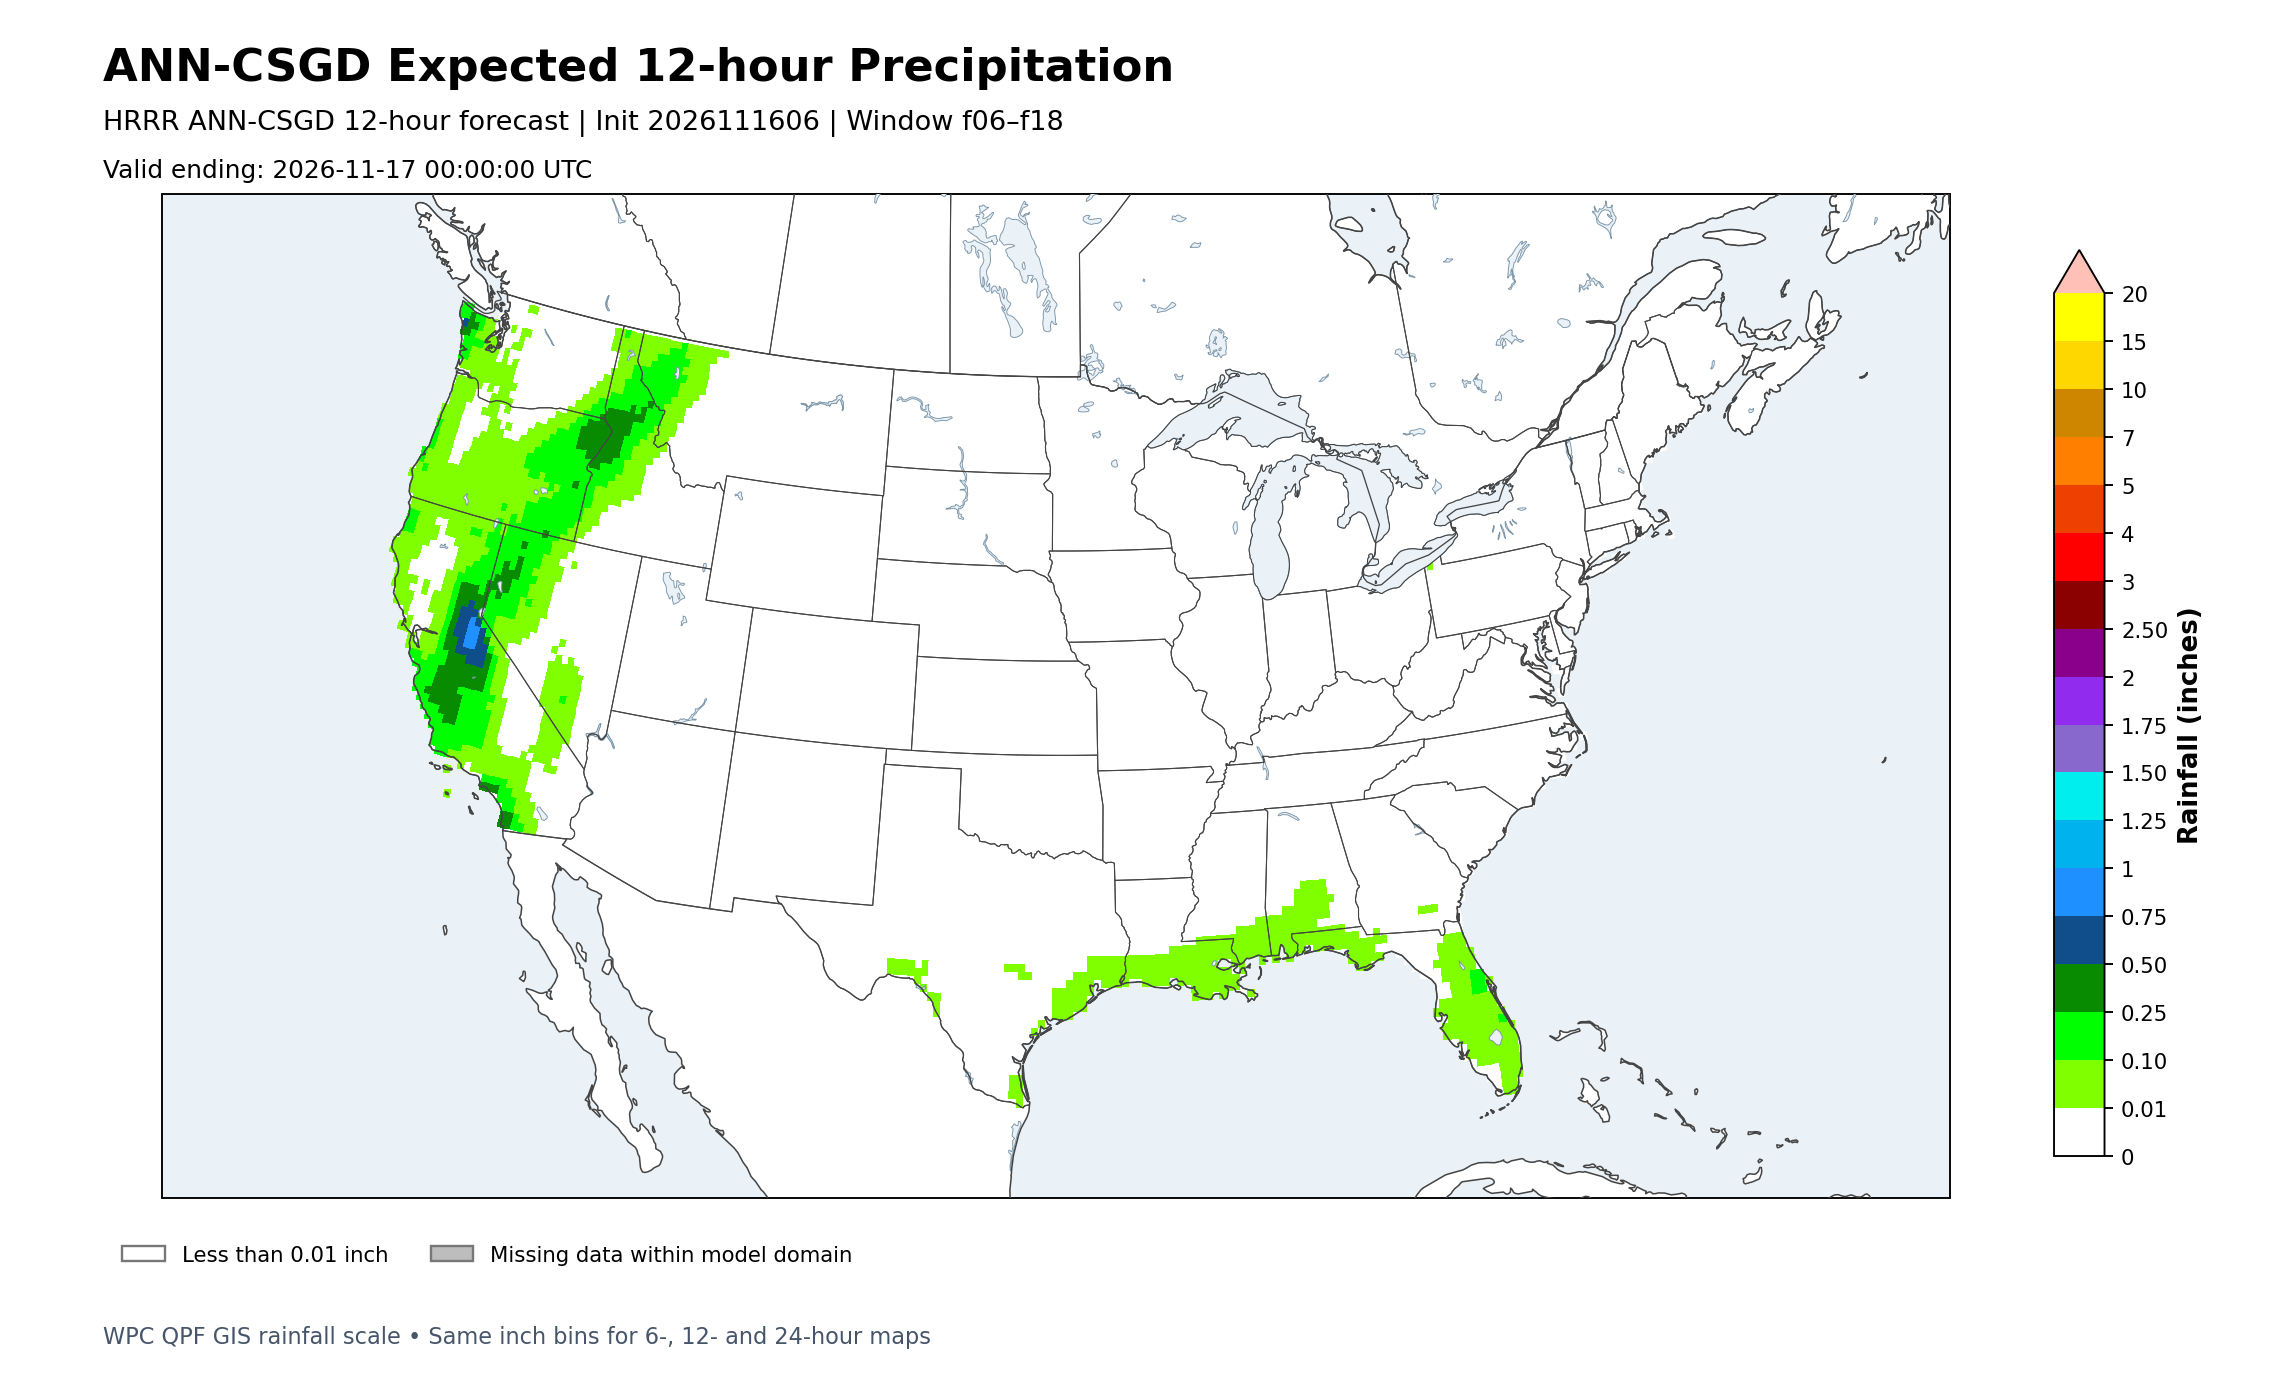 ANN-CSGD Expected 12-hour Precipitation
HRRR ANN-CSGD 12-hour forecast | Init 2026111606 | Window f06–f18
Valid ending: 2026-11-17 00:00:00 UTC
20
15
10
7
5
4
3
2.50
2
1.75
1.50
1.25
1
0.75
0.50
0.25
0.10
0.01
0
Rainfall (inches)
Less than 0.01 inch
Missing data within model domain
WPC QPF GIS rainfall scale • Same inch bins for 6-, 12- and 24-hour maps